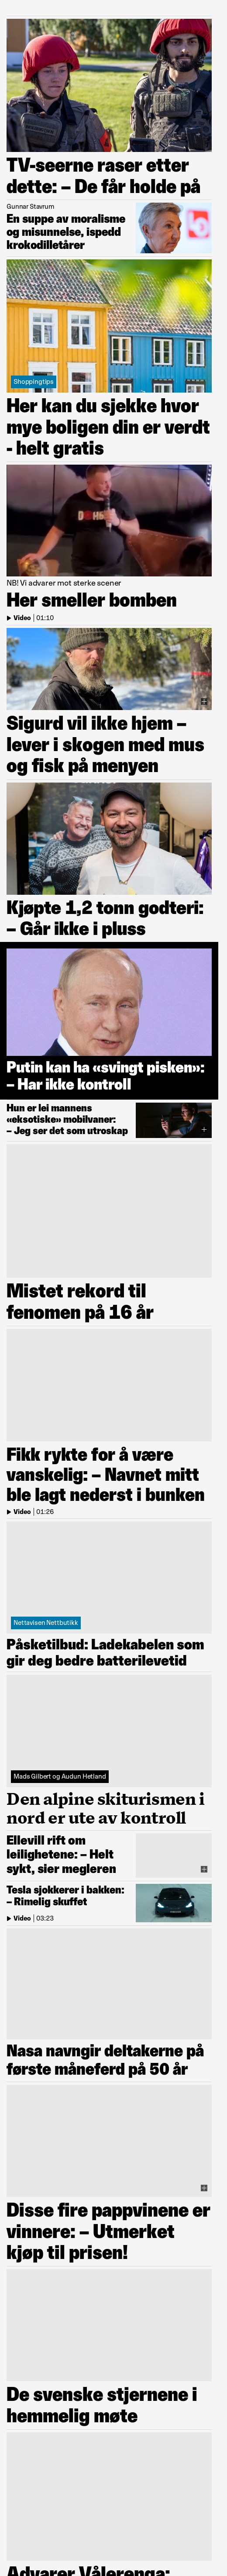 TV-seerne raser etter
dette: – De får holde på
Gunnar Stavrum
En suppe av moralisme
og misunnelse, ispedd
krokodilletårer
Shoppingtips
Her kan du sjekke hvor
mye boligen din er verdt
- helt gratis
NB! Vi advarer mot sterke scener
Her smeller bomben
Video | 01:10
Sigurd vil ikke hjem –
lever i skogen med mus
og fisk på menyen
Kjøpte 1,2 tonn godteri:
– Går ikke i pluss
Putin kan ha «svingt pisken»:
– Har ikke kontroll
Hun er lei mannens
«eksotiske» mobilvaner:
– Jeg ser det som utroskap
Mistet rekord til
fenomen på 16 år
Fikk rykte for å være
vanskelig: – Navnet mitt
ble lagt nederst i bunken
Video | 01:26
Nettavisen Nettbutikk
Påsketilbud: Ladekabelen som
gir deg bedre batterilevetid
Mads Gilbert og Audun Hetland
Den alpine skiturismen i
nord er ute av kontroll
Ellevill rift om
leilighetene: – Helt
sykt, sier megleren
Tesla sjokkerer i bakken:
– Rimelig skuffet
Video | 03:23
Nasa navngir deltakerne på
første måneferd på 50 år
Disse fire pappvinene er
vinnere: – Utmerket
kjøp til prisen!
De svenske stjernene i
hemmelig møte
Advarer Vålerenga: